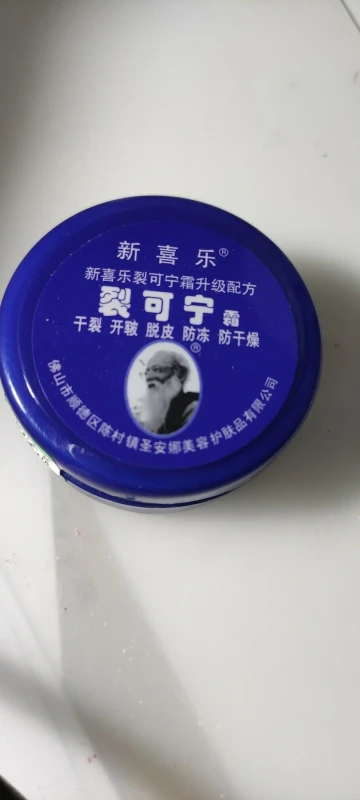 新喜乐®
新喜乐裂可宁霜升级配方
裂可宁霜
干裂 开皲 脱皮 防冻 防干燥
®
佛山市顺德区陈村镇圣安娜美容护肤品有限公司